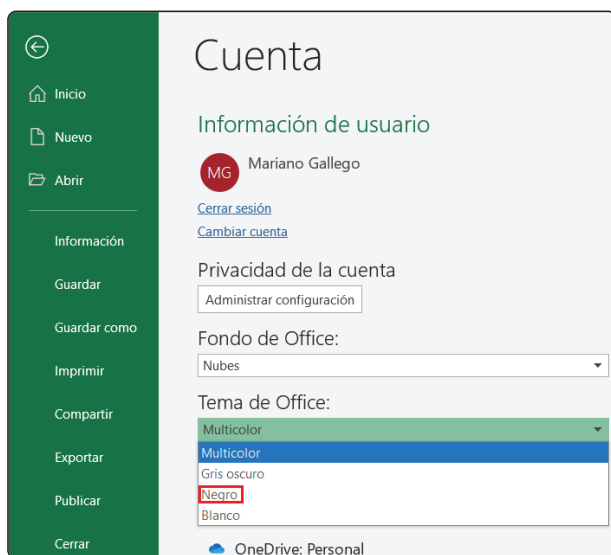 Inicio
Nuevo
Abrir
Información
Guardar
Guardar como
Imprimir
Compartir
Exportar
Publicar
Cerrar
Cuenta
Información de usuario
MG
Mariano Gallego
Cerrar sesión
Cambiar cuenta
Privacidad de la cuenta
Administrar configuración
Fondo de Office:
Nubes
Tema de Office:
Multicolor
Multicolor
Gris oscuro
Negro
Blanco
OneDrive: Personal